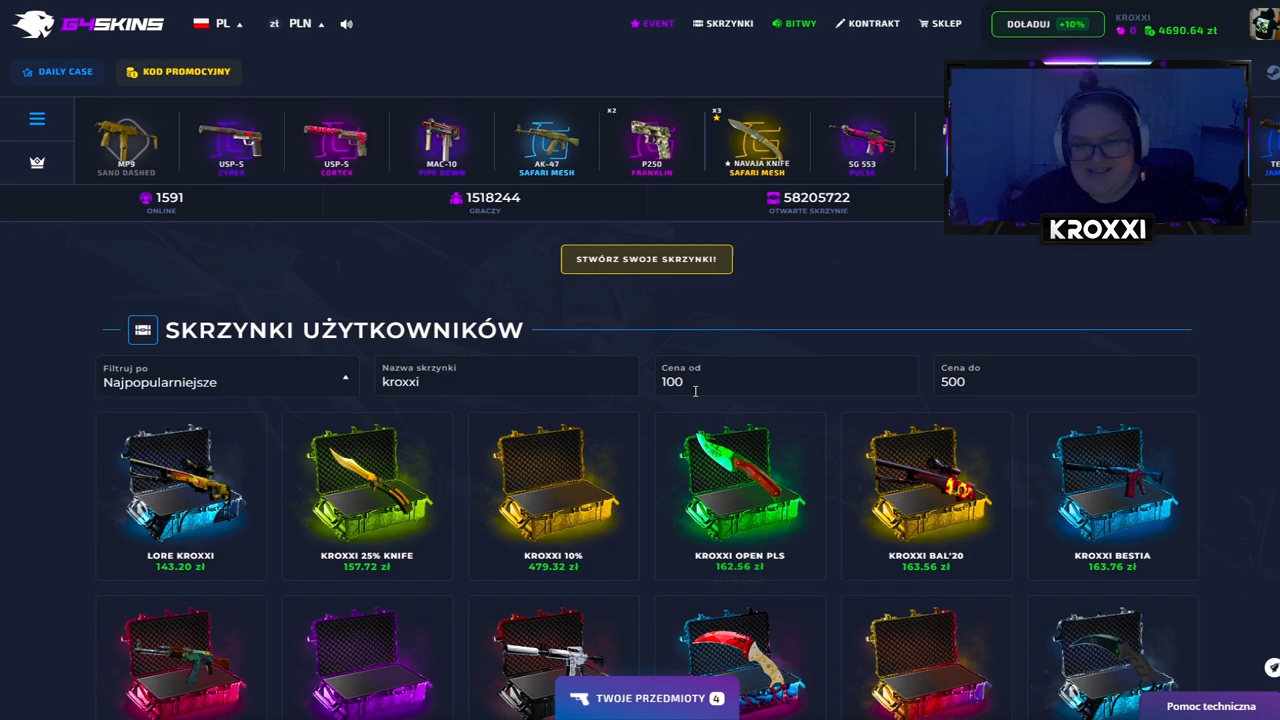 G4SKINS
PL
zł PLN
EVENT
SKRZYNKI
BITWY
KONTRAKT
SKLEP
DOŁADUJ +10%
KROXXI
0 4690.64 zł
DAILY CASE
KOD PROMOCYJNY
MP9
SAND DASHED
USP-S
CYREX
USP-S
CORTEX
MAC-10
PIPE DOWN
AK-47
SAFARI MESH
x2
P250
FRANKLIN
x3
★ NAVAJA KNIFE
SAFARI MESH
SG 553
PULSE
1591
ONLINE
1518244
GRACZY
58205722
OTWARTE SKRZYNIE
KROXXI
STWÓRZ SWOJE SKRZYNKI!
SKRZYNKI UŻYTKOWNIKÓW
Filtruj po
Najpopularniejsze
Nazwa skrzynki
kroxxi
Cena od
100
Cena do
500
LORE KROXXI
143.20 zł
KROXXI 25% KNIFE
157.72 zł
KROXXI 10%
479.32 zł
KROXXI OPEN PLS
162.56 zł
KROXXI BAL'20
163.56 zł
KROXXI BESTIA
163.76 zł
TWOJE PRZEDMIOTY 4
Pomoc techniczna